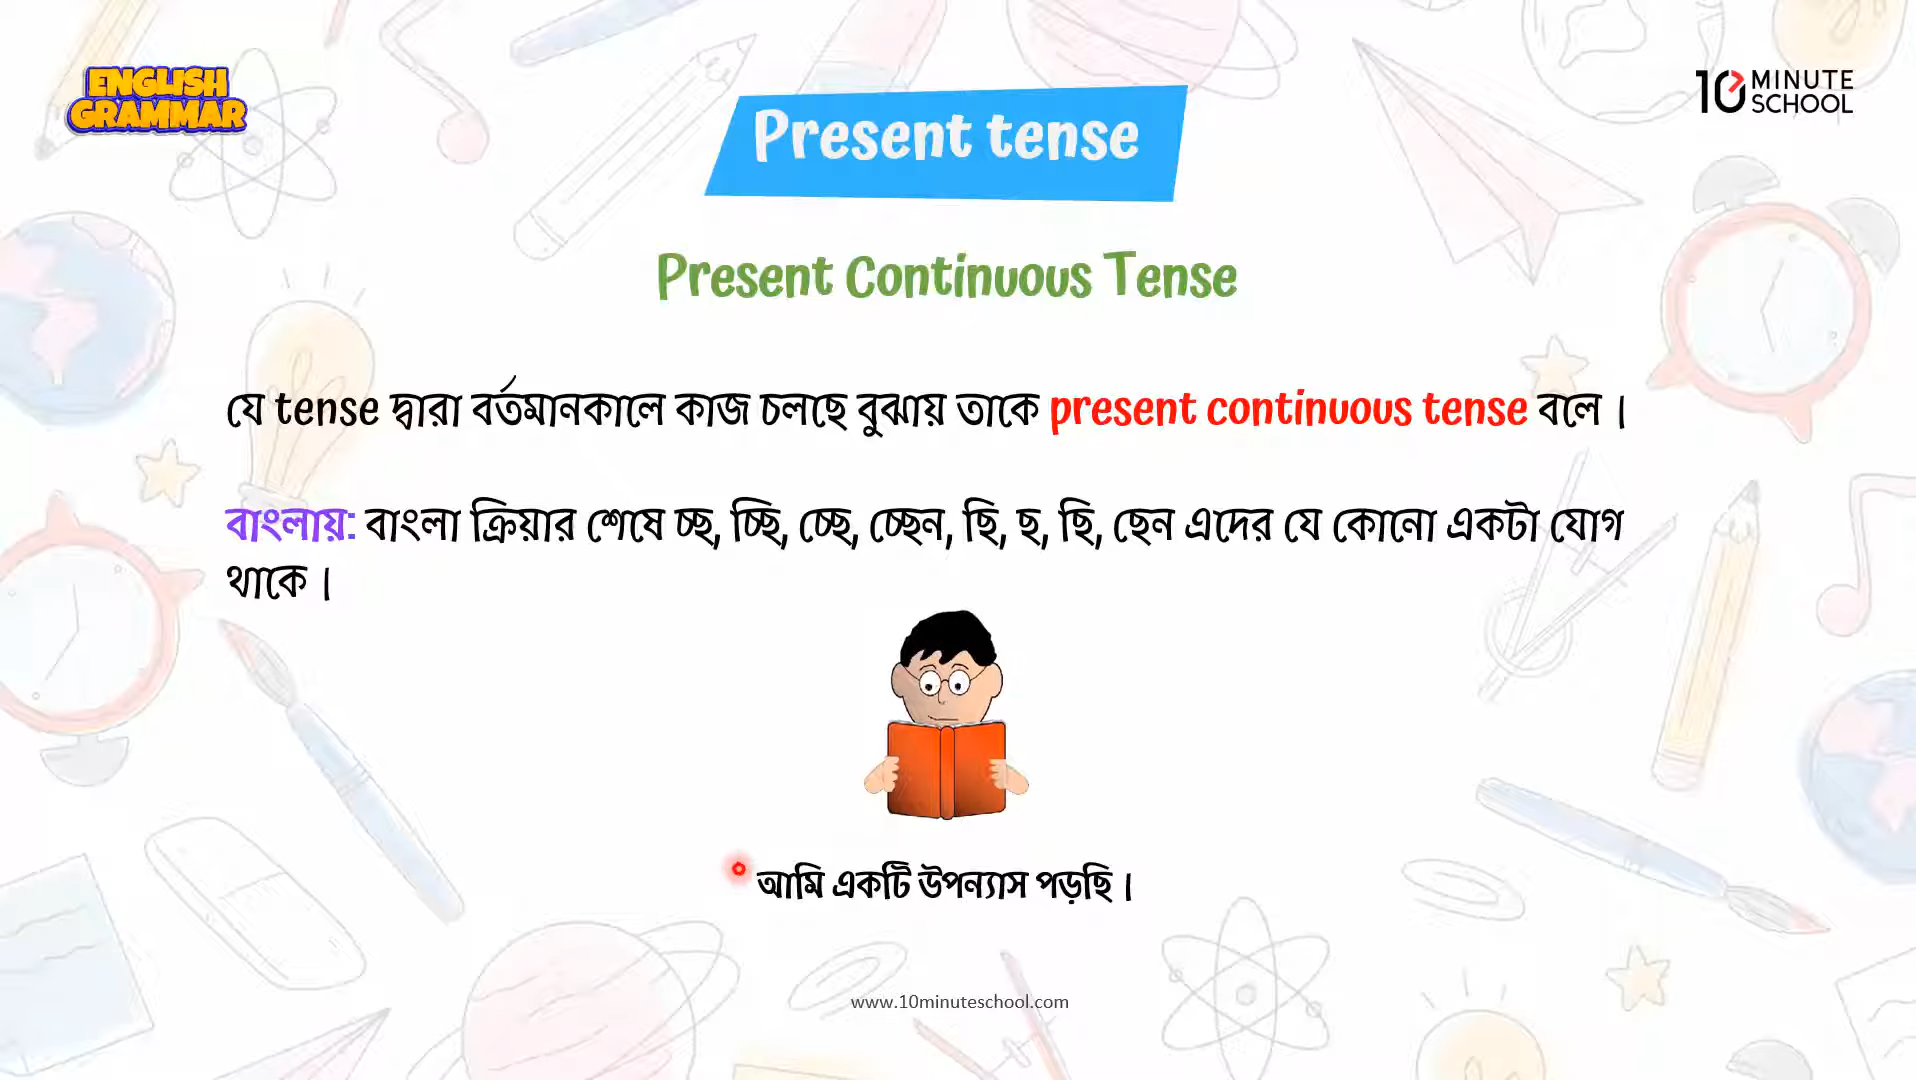 ENGLISH
GRAMMAR
10 MINUTE
SCHOOL
Present tense
Present Continuous Tense
যে tense দ্বারা বর্তমানকালে কাজ চলছে বুঝায় তাকে present continuous tense বলে ।
বাংলায়: বাংলা ক্রিয়ার শেষে চ্ছ, চ্ছি, চ্ছে, চ্ছেন, ছি, ছ, ছি, ছেন এদের যে কোনো একটা যোগ
থাকে ।
আমি একটি উপন্যাস পড়ছি ।
www.10minuteschool.com